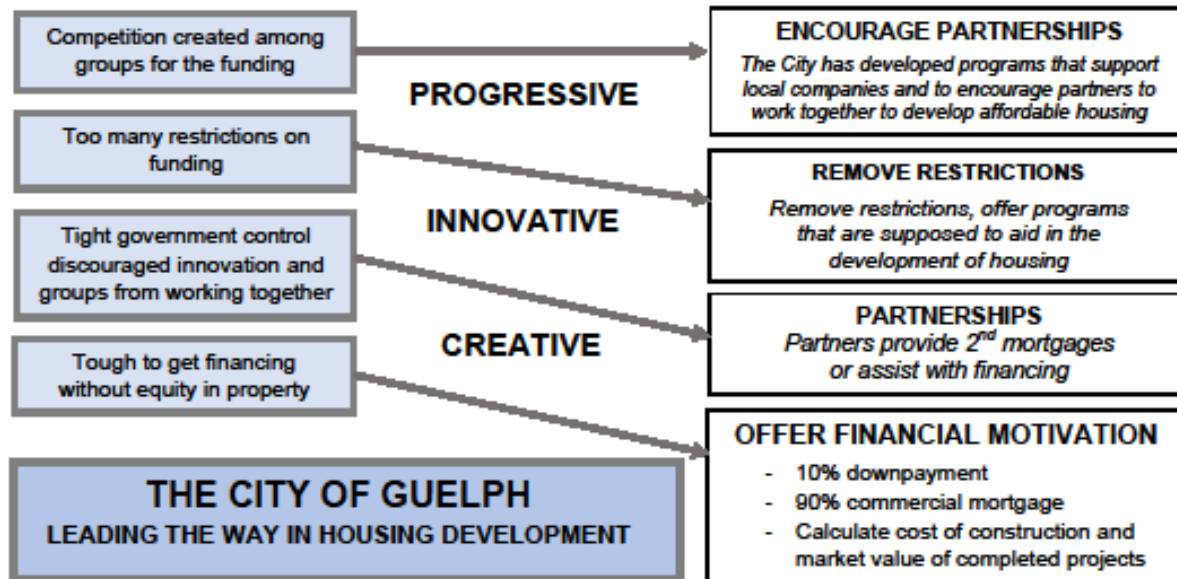 Competition created among
groups for the funding
ENCOURAGE PARTNERSHIPS
The City has developed programs that support
local companies and to encourage partners to
work together to develop affordable housing
PROGRESSIVE
Too many restrictions on
funding
REMOVE RESTRICTIONS
Remove restrictions, offer programs
that are supposed to aid in the
development of housing
INNOVATIVE
Tight government control
discouraged innovation and
groups from working together
PARTNERSHIPS
Partners provide 2nd mortgages
or assist with financing
CREATIVE
Tough to get financing
without equity in property
OFFER FINANCIAL MOTIVATION
- 10% downpayment
- 90% commercial mortgage
- Calculate cost of construction and
market value of completed projects
THE CITY OF GUELPH
LEADING THE WAY IN HOUSING DEVELOPMENT